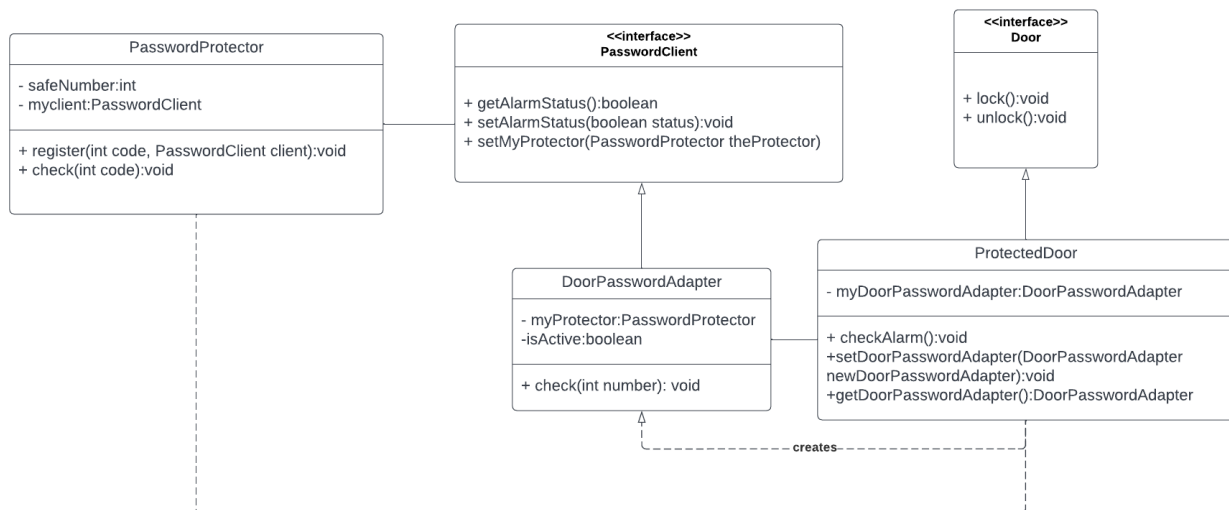 PasswordProtector
- safeNumber:int
- myclient:PasswordClient
+ register(int code, PasswordClient client):void
+ check(int code):void
<<interface>>
PasswordClient
+ getAlarmStatus():boolean
+ setAlarmStatus(boolean status):void
+ setMyProtector(PasswordProtector theProtector)
<<interface>>
Door
+ lock():void
+ unlock():void
DoorPasswordAdapter
- myProtector:PasswordProtector
-isActive:boolean
+ check(int number): void
ProtectedDoor
- myDoorPasswordAdapter:DoorPasswordAdapter
+ checkAlarm():void
+setDoorPasswordAdapter(DoorPasswordAdapter
newDoorPasswordAdapter):void
+getDoorPasswordAdapter():DoorPasswordAdapter
creates